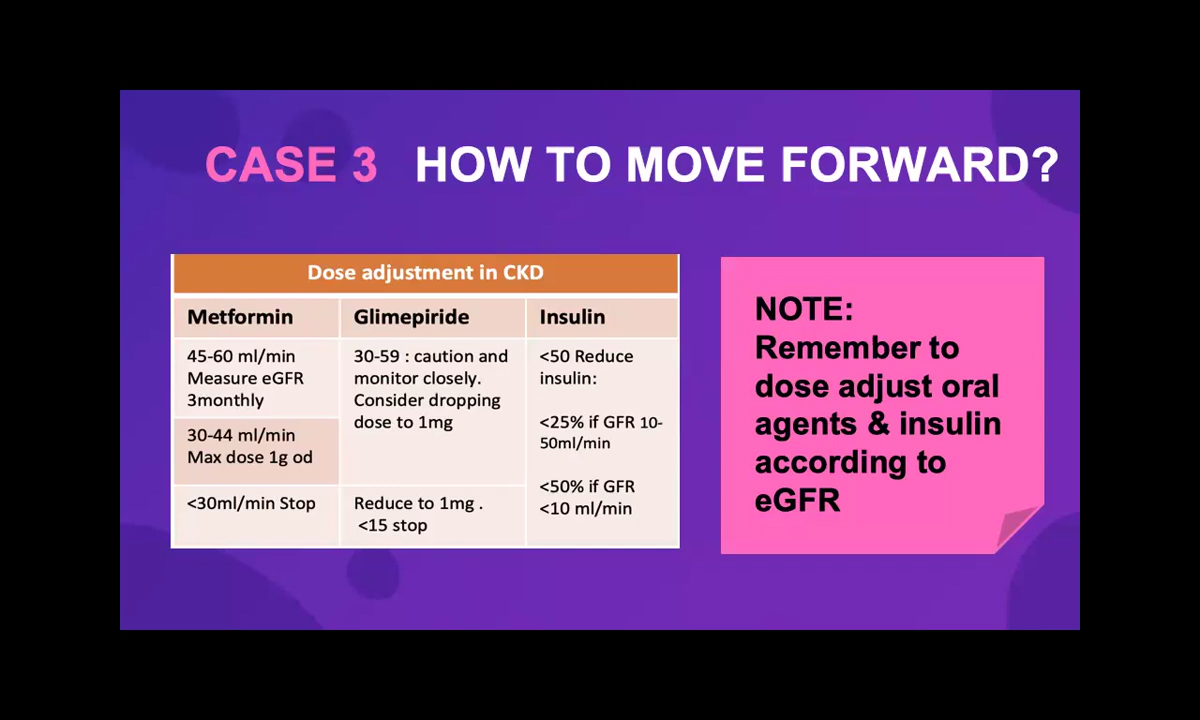 CASE 3 HOW TO MOVE FORWARD?
Dose adjustment in CKD
Metformin
Glimepiride
Insulin
45-60 ml/min
Measure eGFR
3monthly
30-59 : caution and
monitor closely.
Consider dropping
dose to 1mg
<50 Reduce
insulin:
<25% if GFR 10-
50ml/min
<50% if GFR
<10 ml/min
30-44 ml/min
Max dose 1g od
<30ml/min Stop
Reduce to 1mg .
<15 stop
NOTE:
Remember to
dose adjust oral
agents & insulin
according to
eGFR